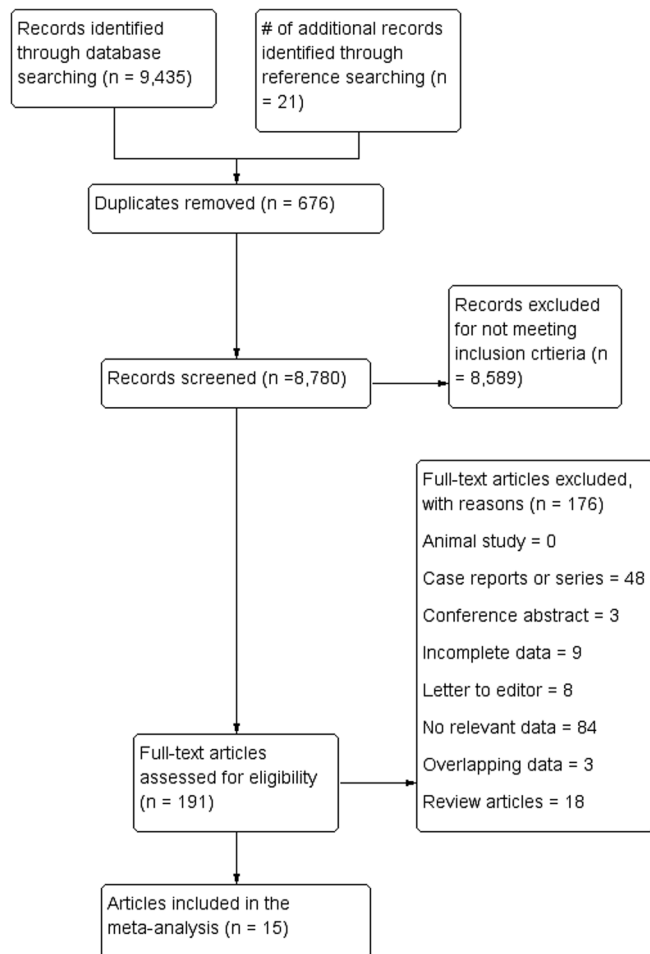 Records identified
through database
searching (n = 9,435)
# of additional records
identified through
reference searching (n
= 21)
Duplicates removed (n = 676)
Records excluded
for not meeting
inclusion crtieria (n
= 8,589)
Records screened (n =8,780)
Full-text articles excluded,
with reasons (n = 176)
Animal study = 0
Case reports or series = 48
Conference abstract = 3
Incomplete data = 9
Letter to editor = 8
No relevant data = 84
Overlapping data = 3
Review articles = 18
Full-text articles
assessed for eligibility
(n = 191)
Articles included in the
meta-analysis (n = 15)